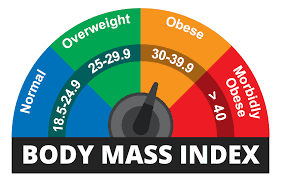 Normal
Overweight
Obese
Morbidly
Obese
18.5-24.9
25-29.9
30-39.9
> 40
BODY MASS INDEX